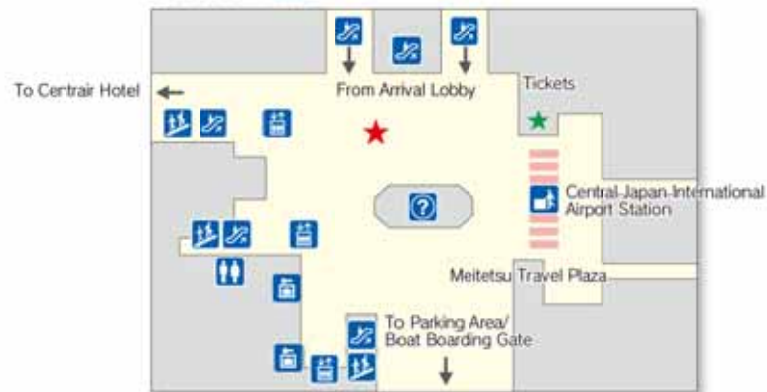 To Centrair Hotel
From Arrival Lobby
Tickets
?
Central Japan International
Airport Station
Meitetsu Travel Plaza
To Parking Area/
Boat Boarding Gate